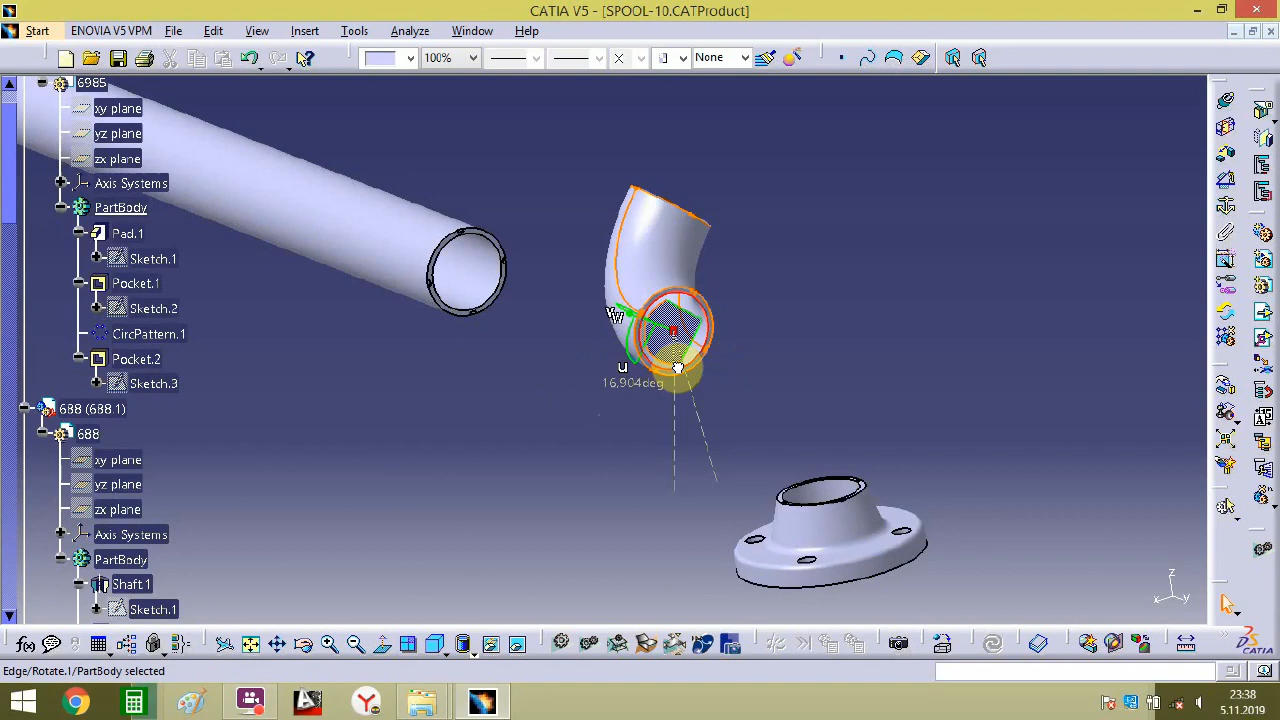 CATIA V5 - [SPOOL-10.CATProduct]
Start ENOVIA V5 VPM File Edit View Insert Tools Analyze Window Help
100% None
6985
xy plane
yz plane
zx plane
Axis Systems
PartBody
Pad.1
Sketch.1
Pocket.1
Sketch.2
CircPattern.1
Pocket.2
Sketch.3
688 (688.1)
688
xy plane
yz plane
zx plane
Axis Systems
PartBody
Shaft.1
Sketch.1
u
16,904deg
z
x
y
Edge/Rotate.1/PartBody selected
CATIA
23:38
5.11.2019